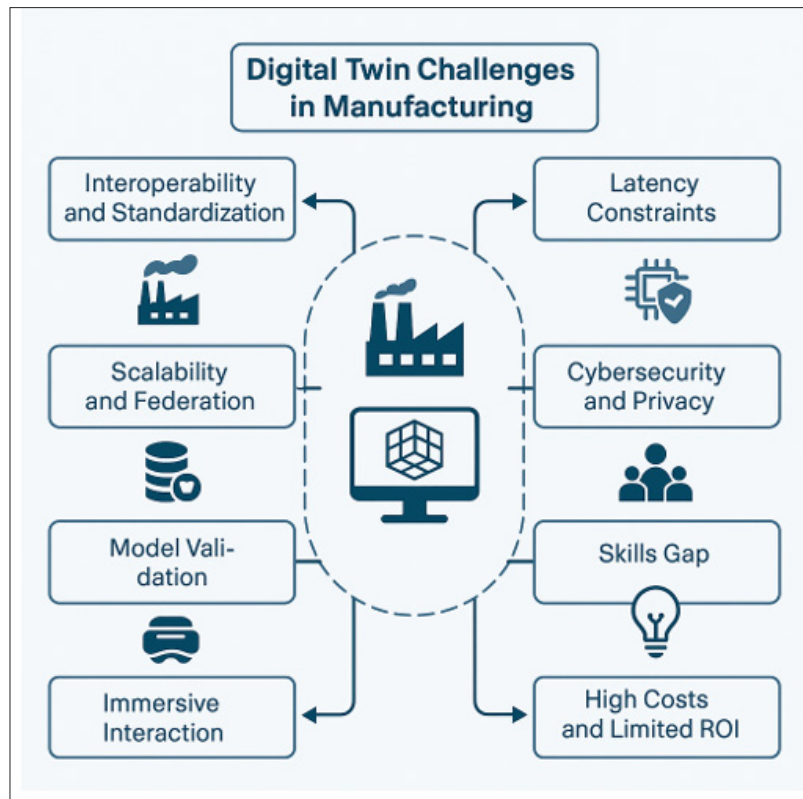 Digital Twin Challenges
in Manufacturing
Interoperability
and Standardization
Latency
Constraints
Scalability
and Federation
Cybersecurity
and Privacy
Model Vali-
dation
Skills Gap
Immersive
Interaction
High Costs
and Limited ROI